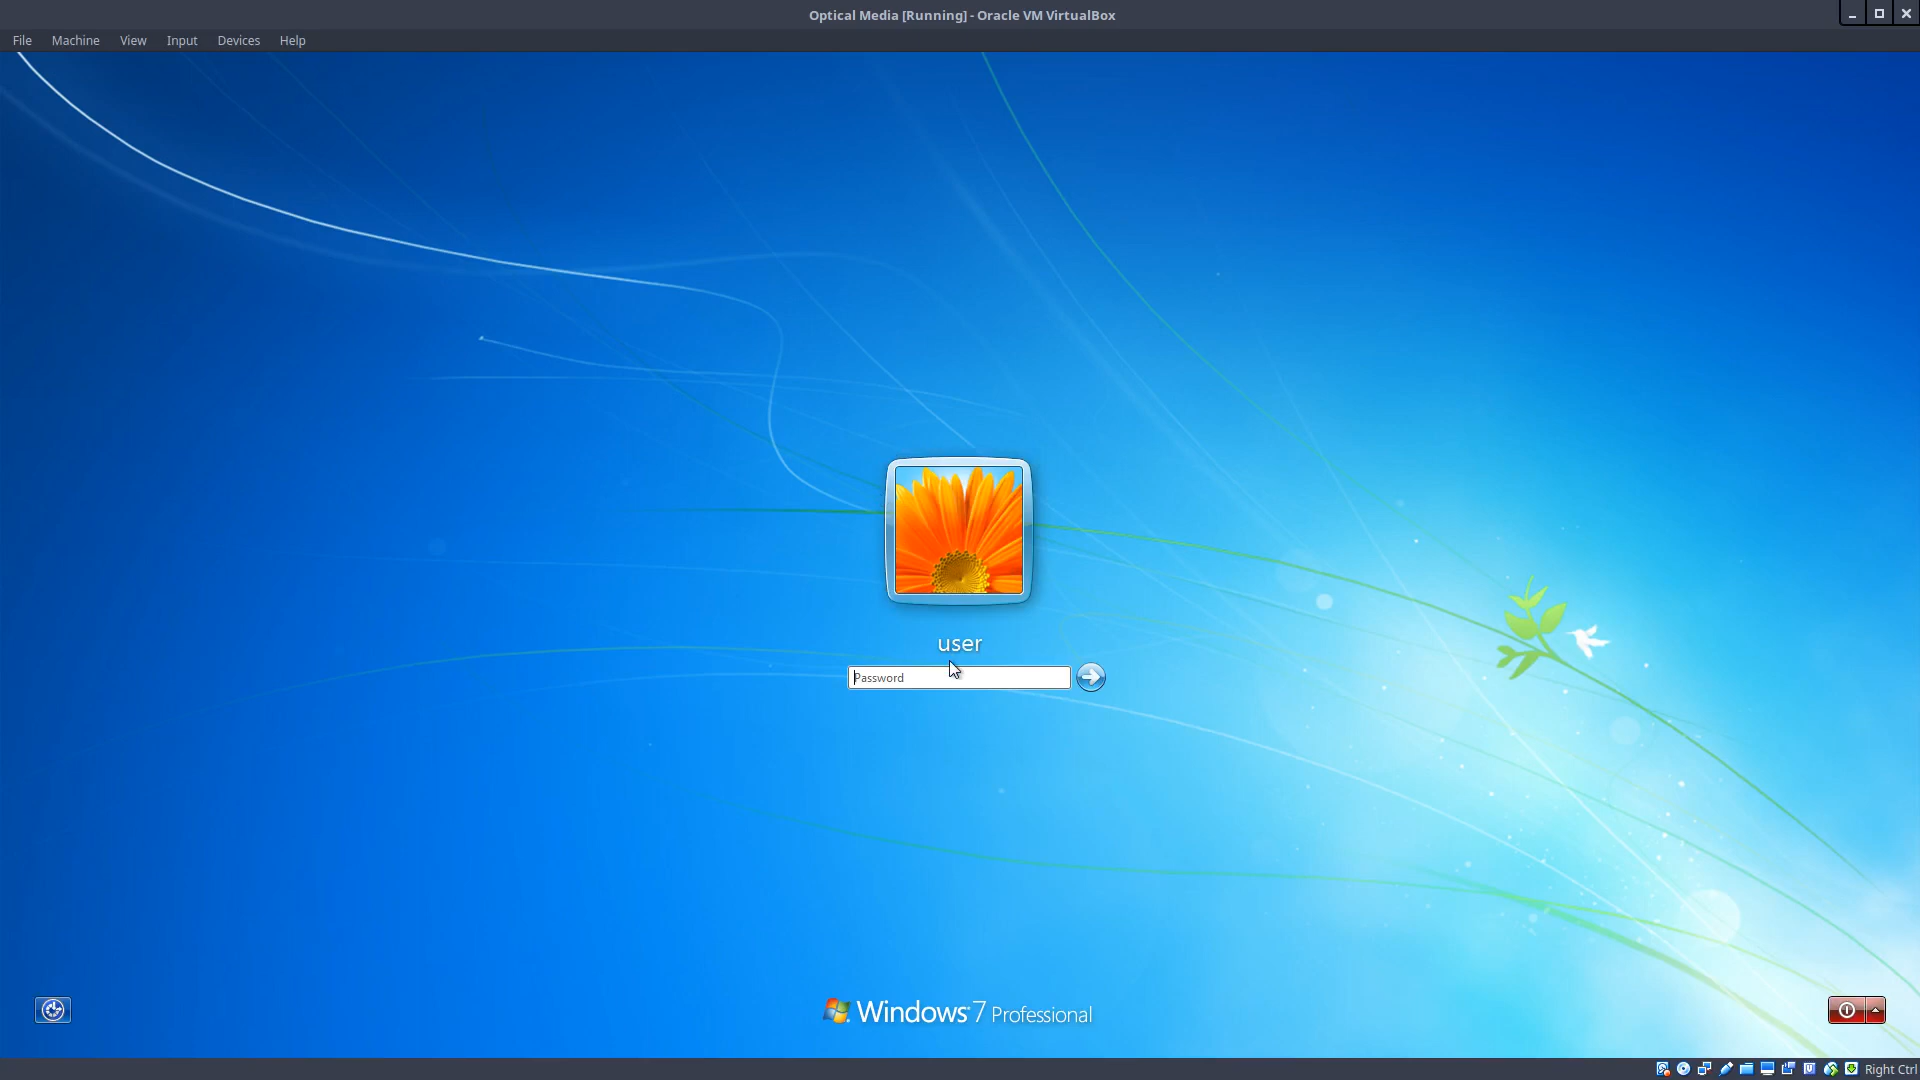 Optical Media [Running] - Oracle VM VirtualBox
File Machine View Input Devices Help
user
Password
Windows 7 Professional
Right Ctrl